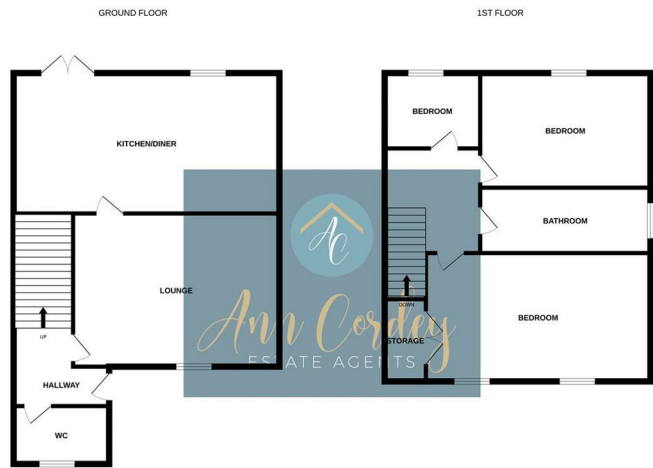 GROUND FLOOR
1ST FLOOR
KITCHEN/DINER
LOUNGE
UP
HALLWAY
WC
BEDROOM
BEDROOM
BATHROOM
BEDROOM
DOWN
STORAGE
AC
Ann Cordey
ESTATE AGENTS